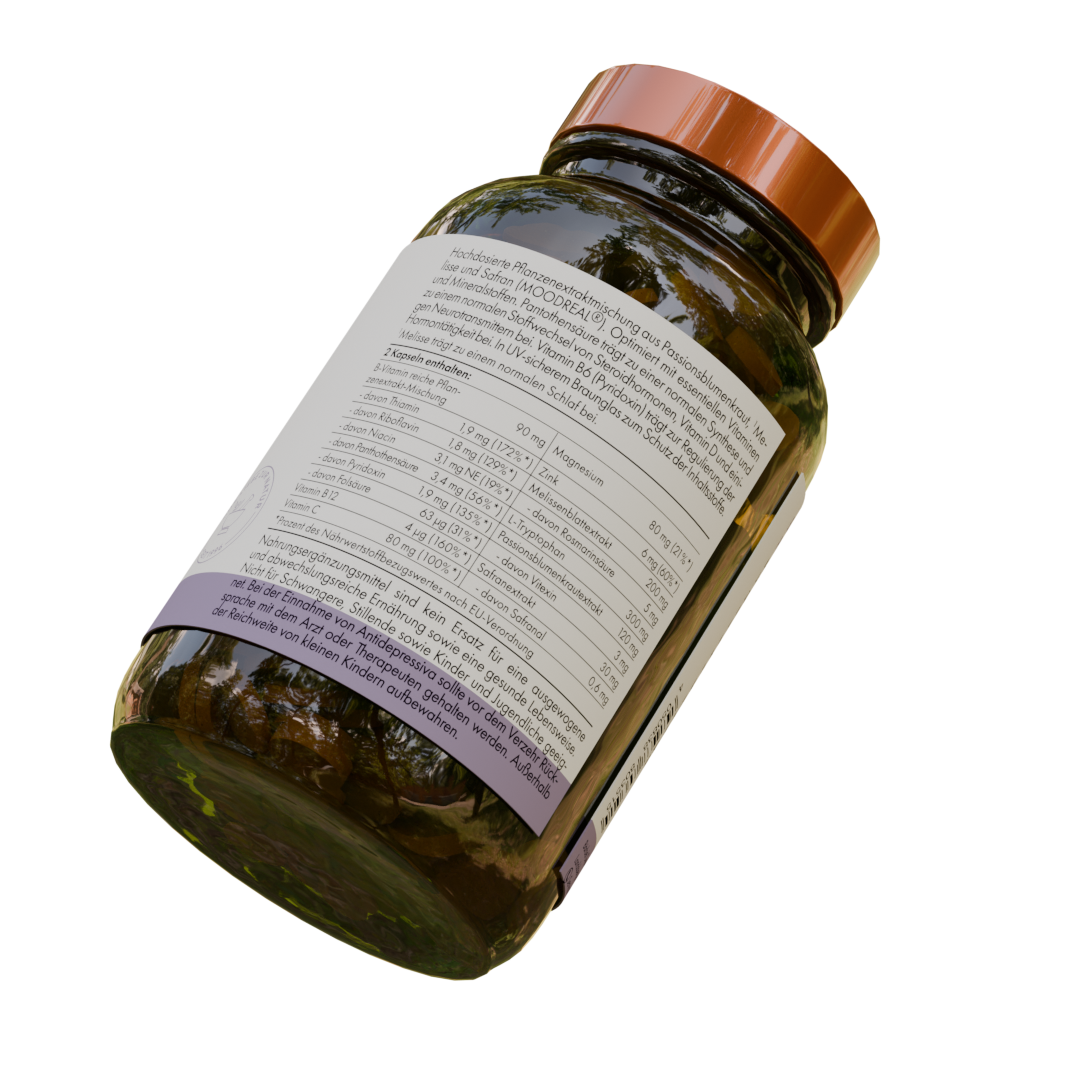 Hochdosierte Pflanzenextraktmischung aus Passionsblumenkraut, ¹Me-
lisse und Safran (MOODREAL®). Optimiert mit essentiellen Vitaminen
und Mineralstoffen. Pantothensäure trägt zu einer normalen Synthese und
zu einem normalen Stoffwechsel von Steroidhormonen, Vitamin D und eini-
gen Neurotransmittern bei. Vitamin B6 (Pyridoxin) trägt zur Regulierung der
Hormontätigkeit bei. In UV-sicherem Braunglas zum Schutz der Inhaltsstoffe.
¹Melisse trägt zu einem normalen Schlaf bei.
2 Kapseln enthalten:
B-Vitamin reiche Pflan-
zenextrakt-Mischung 90 mg
- davon Thiamin 1,9 mg (172%*)
- davon Riboflavin 1,8 mg (129%*)
- davon Niacin 3,1 mg NE (19%*)
- davon Panthothensäure 3,4 mg (56%*)
- davon Pyridoxin 1,9 mg (135%*)
- davon Folsäure 63 µg (31%*)
Vitamin B12 4 µg (160%*)
Vitamin C 80 mg (100%*)
Magnesium 80 mg (21%*)
Zink 6 mg (60%*)
Melissenblattextrakt 200 mg
- davon Rosmarinsäure 5 mg
L-Tryptophan 300 mg
Passionsblumenkrautextrakt 120 mg
- davon Vitexin 3 mg
Safranextrakt 30 mg
- davon Safranal 0,6 mg
*Prozent des Nährwertstoffbezugswertes nach EU-Verordnung
Nahrungsergänzungsmittel sind kein Ersatz für eine ausgewogene
und abwechslungsreiche Ernährung sowie eine gesunde Lebensweise.
Nicht für Schwangere, Stillende sowie Kinder und Jugendliche geeig-
net. Bei der Einnahme von Antidepressiva sollte vor dem Verzehr Rück-
sprache mit dem Arzt oder Therapeuten gehalten werden. Außerhalb
der Reichweite von kleinen Kindern aufbewahren.